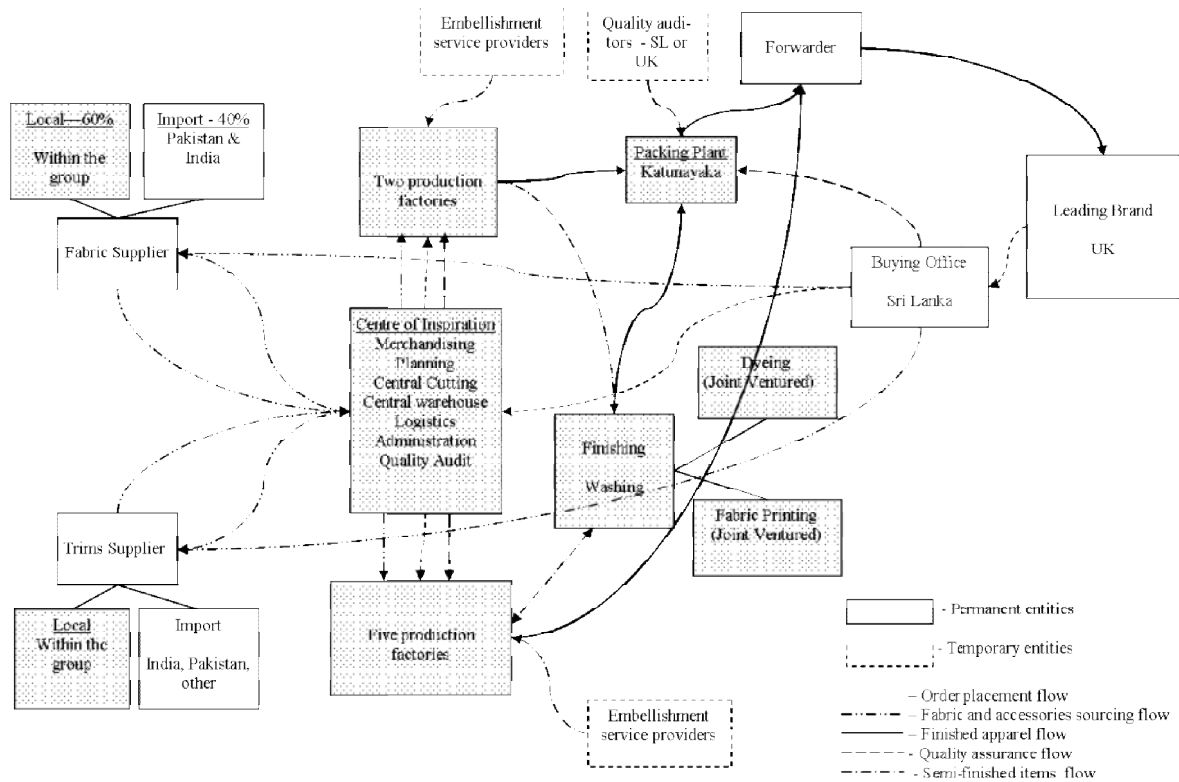 Embellishment
service providers
Quality audi-
tors - SL or
UK
Forwarder
Local—60%
Within the
group
Import - 40%
Pakistan &
India
Two production
factories
Packing Plant
Katunayaka
Leading Brand
UK
Fabric Supplier
Buying Office
Sri Lanka
Centre of Inspiration
Merchandising
Planning
Central Cutting
Central warehouse
Logistics
Administration
Quality Audit
Dyeing
(Joint Ventured)
Finishing
Washing
Fabric Printing
(Joint Ventured)
Trims Supplier
Local
Within the
group
Import
India, Pakistan,
other
Five production
factories
Embellishment
service providers
- Permanent entities
- Temporary entities
– Order placement flow
– Fabric and accessories sourcing flow
– Finished apparel flow
- Quality assurance flow
- Semi-finished items flow